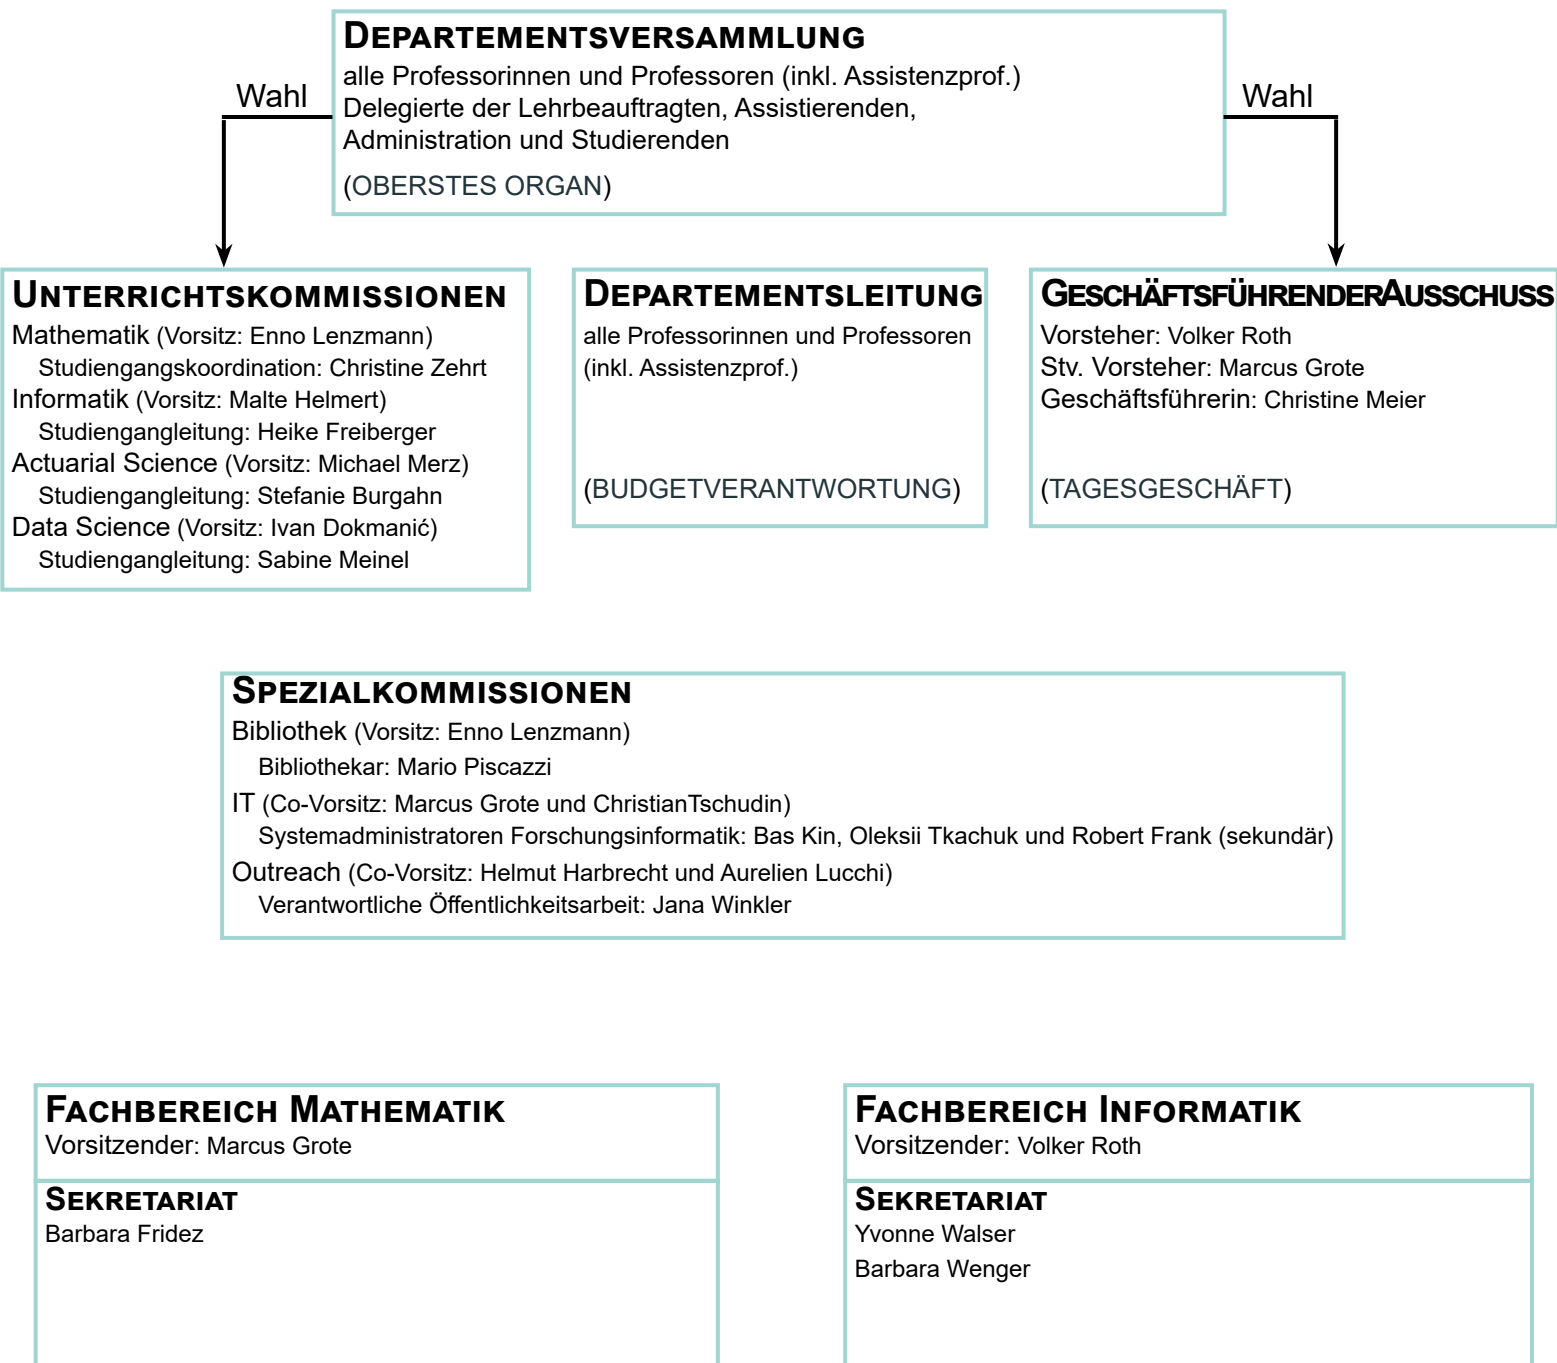 DEPARTEMENTSVERSAMMLUNG
alle Professorinnen und Professoren (inkl. Assistenzprof.)
Delegierte der Lehrbeauftragten, Assistierenden,
Administration und Studierenden
(OBERSTES ORGAN)
Wahl
Wahl
UNTERRICHTSKOMMISSIONEN
Mathematik (Vorsitz: Enno Lenzmann)
Studiengangskoordination: Christine Zehrt
Informatik (Vorsitz: Malte Helmert)
Studiengangleitung: Heike Freiberger
Actuarial Science (Vorsitz: Michael Merz)
Studiengangleitung: Stefanie Burgahn
Data Science (Vorsitz: Ivan Dokmanić)
Studiengangleitung: Sabine Meinel
DEPARTEMENTSLEITUNG
alle Professorinnen und Professoren
(inkl. Assistenzprof.)
(BUDGETVERANTWORTUNG)
GESCHÄFTSFÜHRENDERAUSSCHUSS
Vorsteher: Volker Roth
Stv. Vorsteher: Marcus Grote
Geschäftsführerin: Christine Meier
(TAGESGESCHÄFT)
SPEZIALKOMMISSIONEN
Bibliothek (Vorsitz: Enno Lenzmann)
Bibliothekar: Mario Piscazzi
IT (Co-Vorsitz: Marcus Grote und ChristianTschudin)
Systemadministratoren Forschungsinformatik: Bas Kin, Oleksii Tkachuk und Robert Frank (sekundär)
Outreach (Co-Vorsitz: Helmut Harbrecht und Aurelien Lucchi)
Verantwortliche Öffentlichkeitsarbeit: Jana Winkler
FACHBEREICH MATHEMATIK
Vorsitzender: Marcus Grote
SEKRETARIAT
Barbara Fridez
FACHBEREICH INFORMATIK
Vorsitzender: Volker Roth
SEKRETARIAT
Yvonne Walser
Barbara Wenger